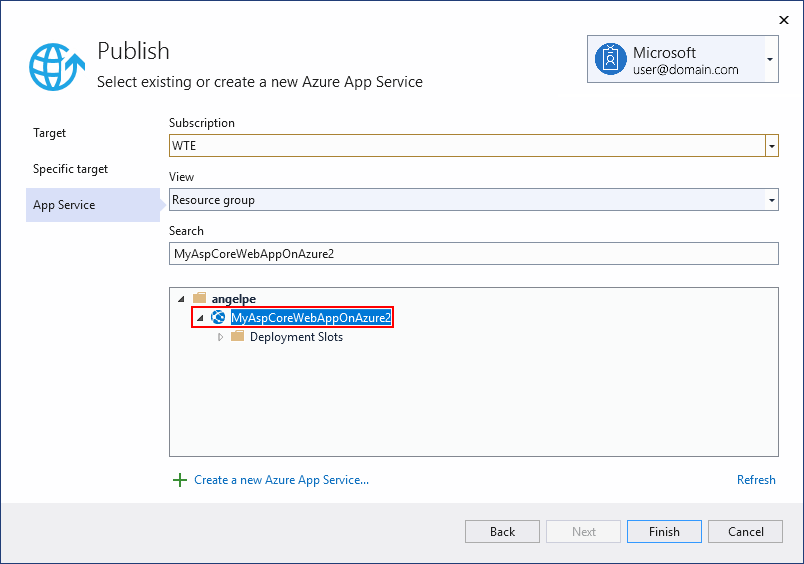 Publish
Select existing or create a new Azure App Service
Microsoft
user@domain.com
Target
Specific target
App Service
Subscription
WTE
View
Resource group
Search
MyAspCoreWebAppOnAzure2
angelpe
MyAspCoreWebAppOnAzure2
Deployment Slots
Create a new Azure App Service...
Refresh
Back
Next
Finish
Cancel